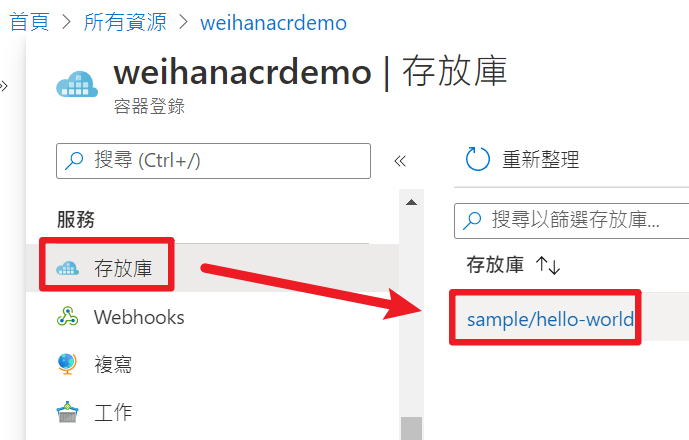 首頁 > 所有資源 > weihanacrdemo
weihanacrdemo | 存放庫
容器登錄
搜尋 (Ctrl+/)
服務
存放庫
Webhooks
複寫
工作
重新整理
搜尋以篩選存放庫...
存放庫
sample/hello-world